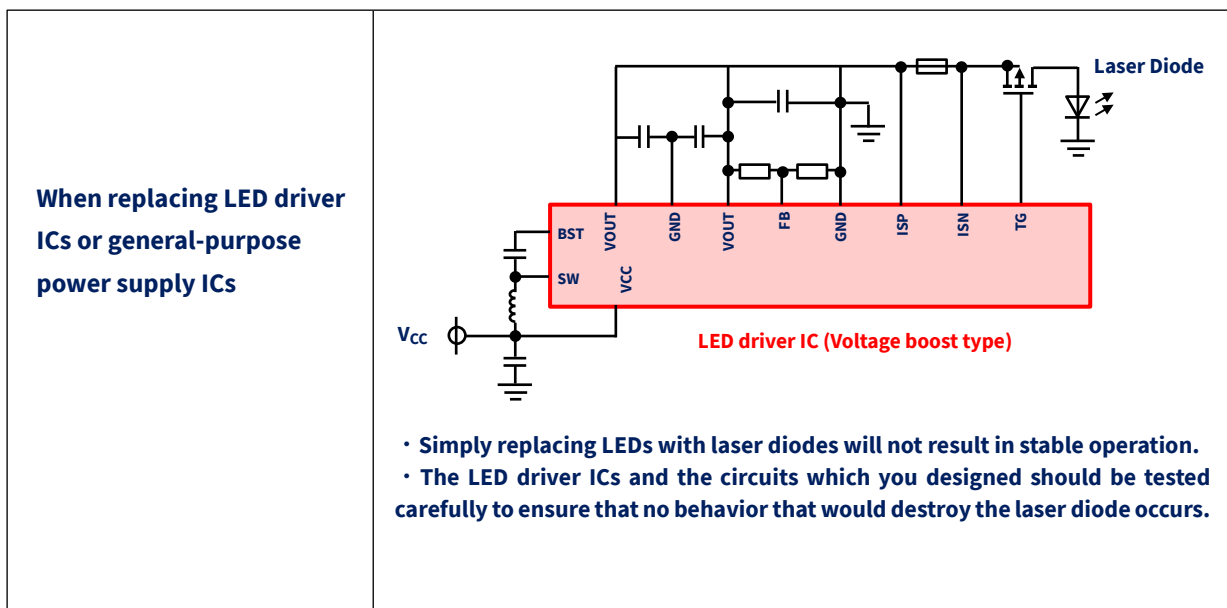 When replacing LED driver
ICs or general-purpose
power supply ICs
Laser Diode
VOUT
GND
VOUT
FB
GND
ISP
ISN
TG
BST
SW
VCC
VCC
LED driver IC (Voltage boost type)
・Simply replacing LEDs with laser diodes will not result in stable operation.
・The LED driver ICs and the circuits which you designed should be tested
carefully to ensure that no behavior that would destroy the laser diode occurs.